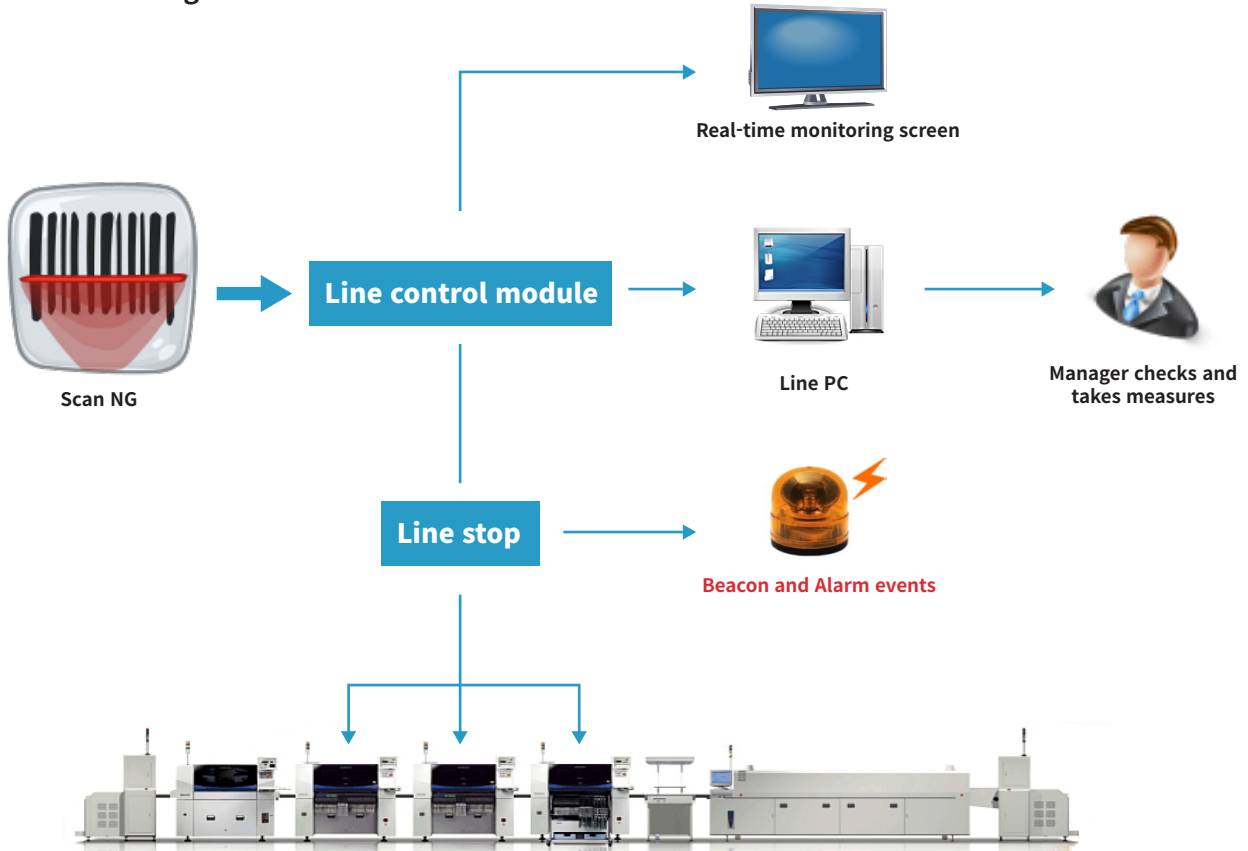 Real-time monitoring screen
Scan NG
Line control module
Line PC
Manager checks and
takes measures
Line stop
Beacon and Alarm events